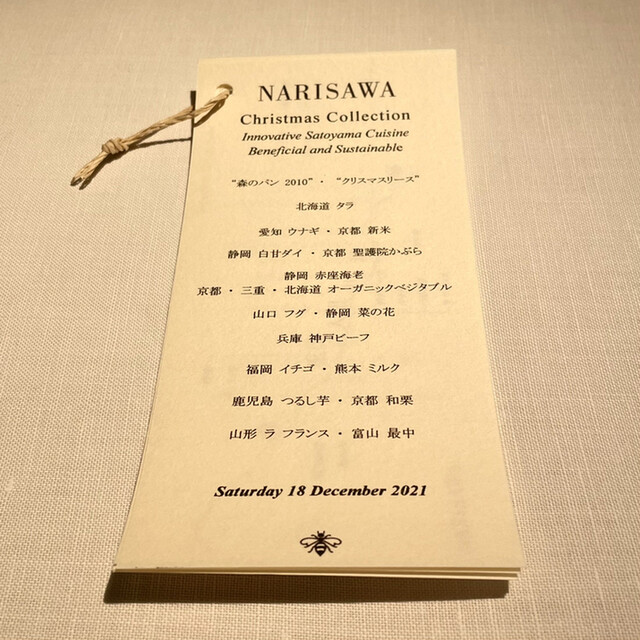 NARISAWA
Christmas Collection
Innovative Satoyama Cuisine
Beneficial and Sustainable
“森のパン 2010”・ “クリスマスリース”
北海道 タラ
愛知 ウナギ・京都 新米
静岡 白甘ダイ・京都 聖護院かぶら
静岡 赤座海老
京都・三重・北海道 オーガニックベジタブル
山口 フグ・静岡 菜の花
兵庫 神戸ビーフ
福岡 イチゴ・熊本 ミルク
鹿児島 つるし芋・京都 和栗
山形 ラ フランス・富山 最中
Saturday 18 December 2021